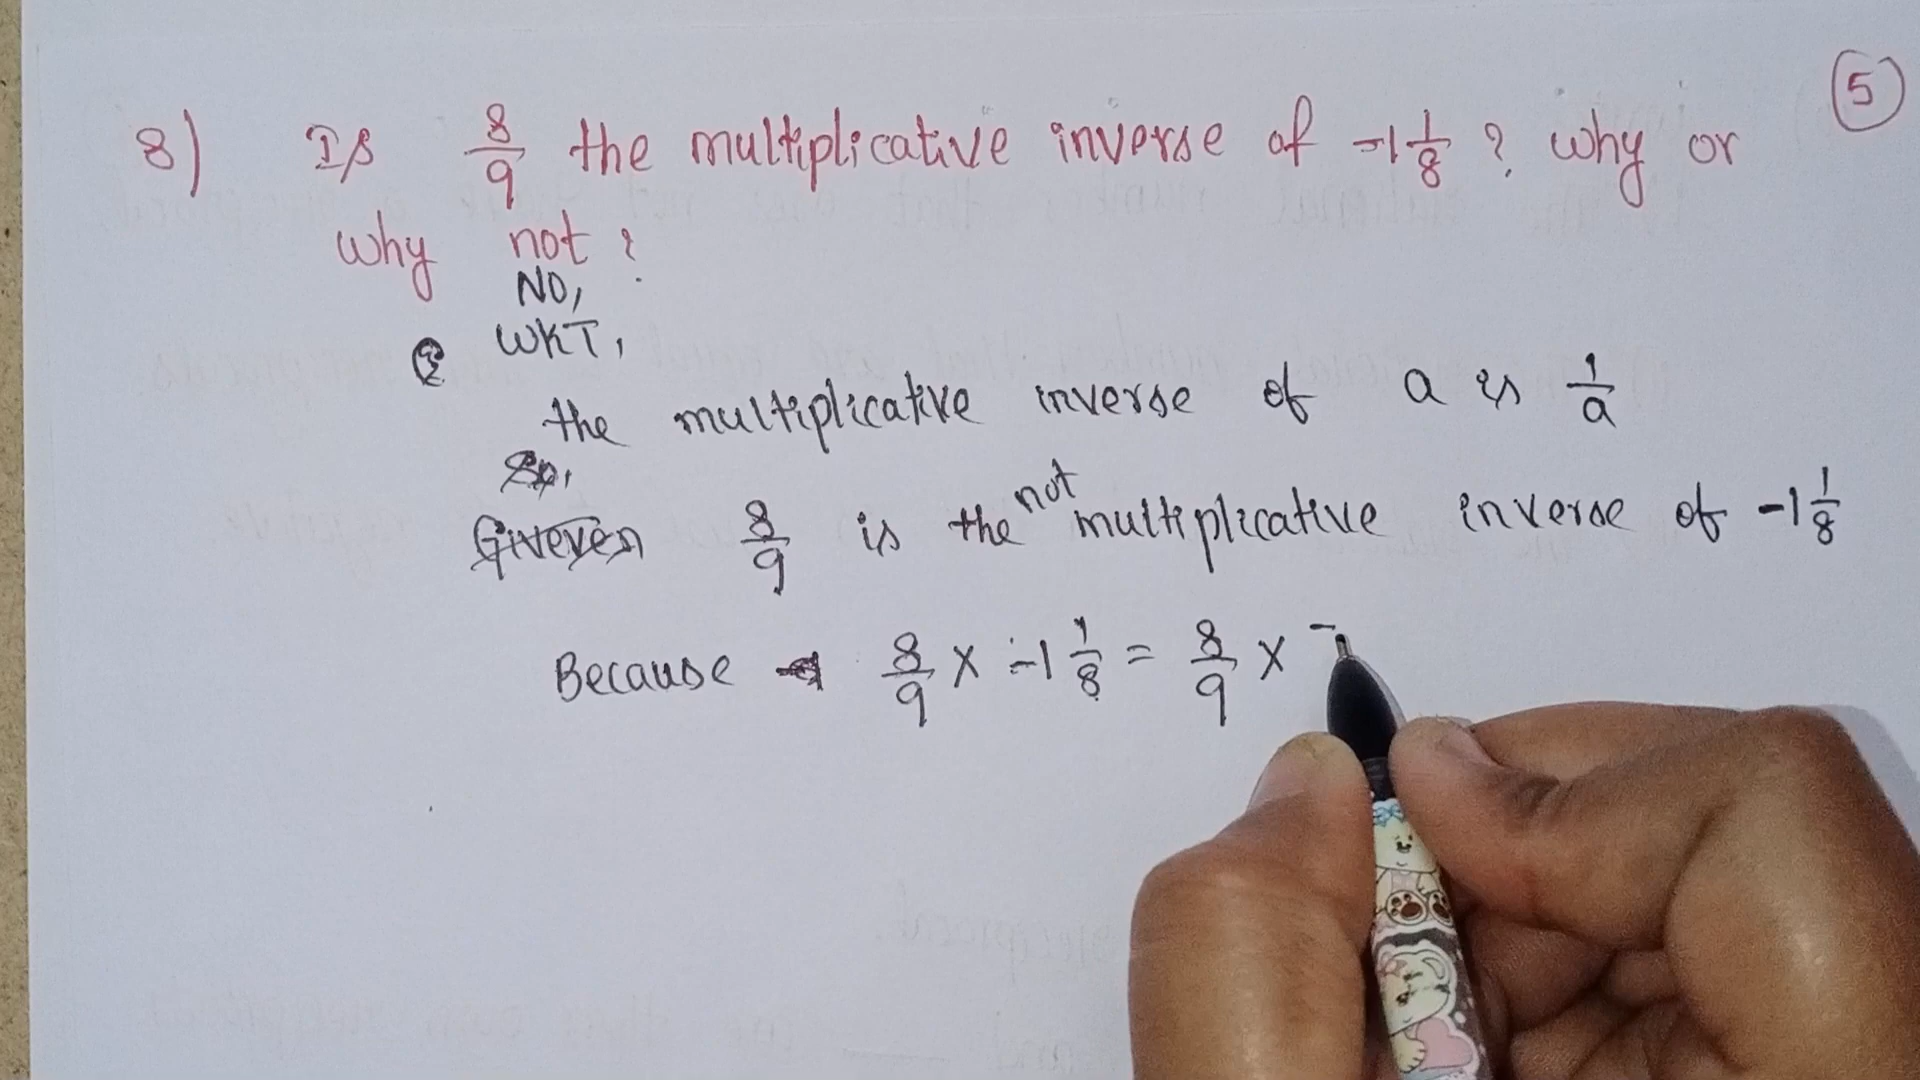 5
8) Is 8/9 the multiplicative inverse of -1 1/8 ? why or
why not ?
NO,
WKT,
the multiplicative inverse of a is 1/a
8/9 is the not multiplicative inverse of -1 1/8
Because 8/9 × -1 1/8 = 8/9 × -